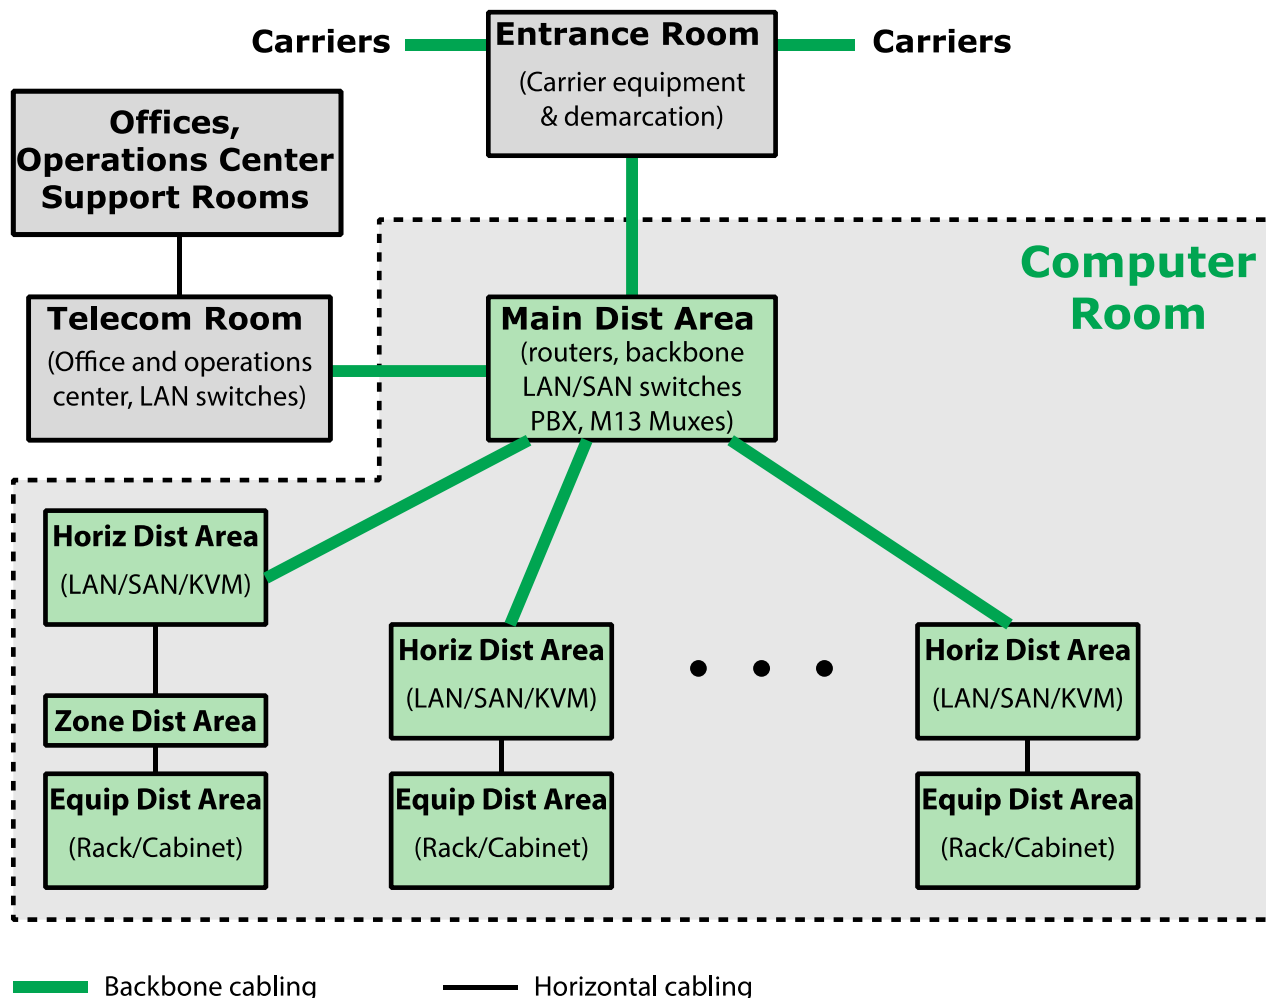 Carriers
Entrance Room
(Carrier equipment
& demarcation)
Carriers
Offices,
Operations Center
Support Rooms
Computer
Room
Telecom Room
(Office and operations
center, LAN switches)
Main Dist Area
(routers, backbone
LAN/SAN switches
PBX, M13 Muxes)
Horiz Dist Area
(LAN/SAN/KVM)
Zone Dist Area
Equip Dist Area
(Rack/Cabinet)
Horiz Dist Area
(LAN/SAN/KVM)
Equip Dist Area
(Rack/Cabinet)
Horiz Dist Area
(LAN/SAN/KVM)
Equip Dist Area
(Rack/Cabinet)
Backbone cabling
Horizontal cabling